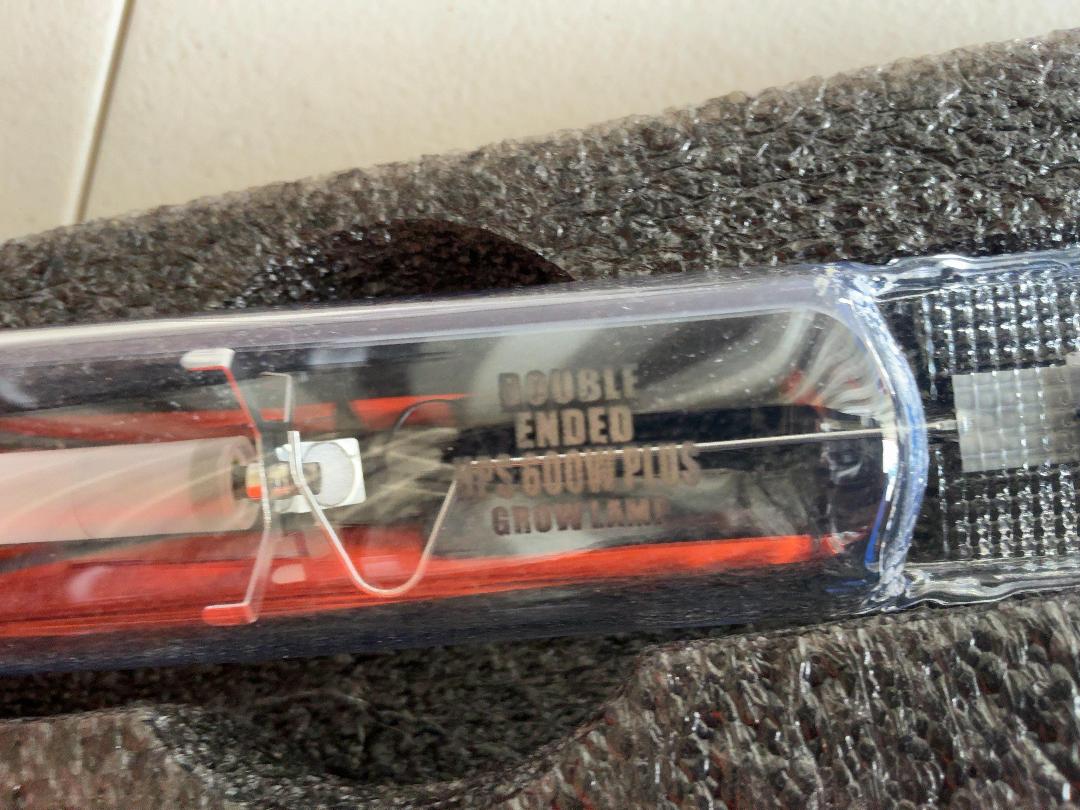 DOUBLE
ENDED
HPS 600W PLUS
GROW LAMP